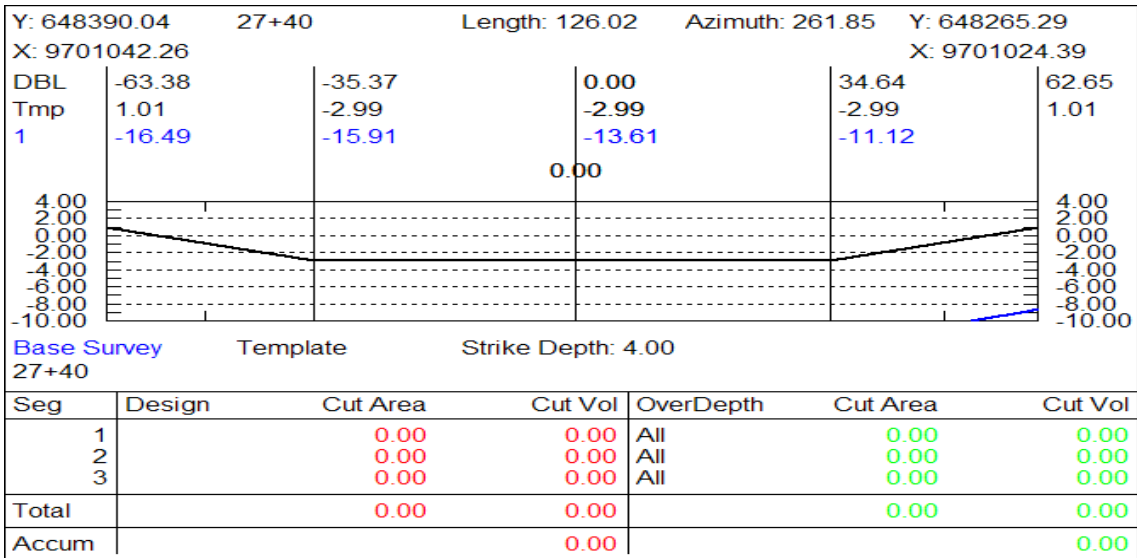 Y: 648390.04 27+40 Length: 126.02 Azimuth: 261.85 Y: 648265.29
X: 9701042.26 X: 9701024.39
DBL -63.38 -35.37 0.00 34.64 62.65
Tmp 1.01 -2.99 -2.99 -2.99 1.01
1 -16.49 -15.91 -13.61 -11.12
0.00
4.00 4.00
2.00 2.00
0.00 0.00
-2.00 -2.00
-4.00 -4.00
-6.00 -6.00
-8.00 -8.00
-10.00 -10.00
Base Survey Template Strike Depth: 4.00
27+40
Seg Design Cut Area Cut Vol OverDepth Cut Area Cut Vol
1 0.00 0.00 All 0.00 0.00
2 0.00 0.00 All 0.00 0.00
3 0.00 0.00 All 0.00 0.00
Total 0.00 0.00 0.00 0.00
Accum 0.00 0.00